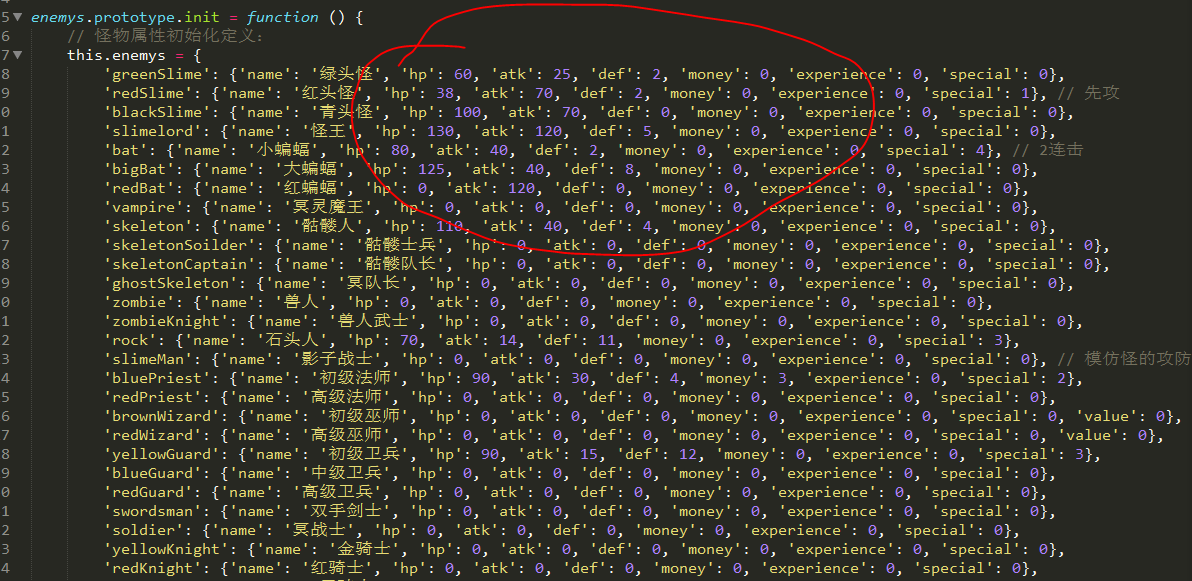 5 enemys.prototype.init = function () {
6 // 怪物属性初始化定义：
7 this.enemys = {
8 'greenSlime': {'name': '绿头怪', 'hp': 60, 'atk': 25, 'def': 2, 'money': 0, 'experience': 0, 'special': 0},
9 'redSlime': {'name': '红头怪', 'hp': 38, 'atk': 70, 'def': 2, 'money': 0, 'experience': 0, 'special': 1}, // 先攻
0 'blackSlime': {'name': '青头怪', 'hp': 100, 'atk': 70, 'def': 0, 'money': 0, 'experience': 0, 'special': 0},
1 'slimelord': {'name': '怪王', 'hp': 130, 'atk': 120, 'def': 5, 'money': 0, 'experience': 0, 'special': 0},
2 'bat': {'name': '小蝙蝠', 'hp': 80, 'atk': 40, 'def': 2, 'money': 0, 'experience': 0, 'special': 4}, // 2连击
3 'bigBat': {'name': '大蝙蝠', 'hp': 125, 'atk': 40, 'def': 8, 'money': 0, 'experience': 0, 'special': 0},
4 'redBat': {'name': '红蝙蝠', 'hp': 0, 'atk': 120, 'def': 0, 'money': 0, 'experience': 0, 'special': 0},
5 'vampire': {'name': '冥灵魔王', 'hp': 0, 'atk': 0, 'def': 0, 'money': 0, 'experience': 0, 'special': 0},
6 'skeleton': {'name': '骷髅人', 'hp': 110, 'atk': 40, 'def': 4, 'money': 0, 'experience': 0, 'special': 0},
7 'skeletonSoilder': {'name': '骷髅士兵', 'hp': 0, 'atk': 0, 'def': 0, 'money': 0, 'experience': 0, 'special': 0},
8 'skeletonCaptain': {'name': '骷髅队长', 'hp': 0, 'atk': 0, 'def': 0, 'money': 0, 'experience': 0, 'special': 0},
9 'ghostSkeleton': {'name': '冥队长', 'hp': 0, 'atk': 0, 'def': 0, 'money': 0, 'experience': 0, 'special': 0},
0 'zombie': {'name': '兽人', 'hp': 0, 'atk': 0, 'def': 0, 'money': 0, 'experience': 0, 'special': 0},
1 'zombieKnight': {'name': '兽人武士', 'hp': 0, 'atk': 0, 'def': 0, 'money': 0, 'experience': 0, 'special': 0},
2 'rock': {'name': '石头人', 'hp': 70, 'atk': 14, 'def': 11, 'money': 0, 'experience': 0, 'special': 3},
3 'slimeMan': {'name': '影子战士', 'hp': 0, 'atk': 0, 'def': 0, 'money': 0, 'experience': 0, 'special': 0}, // 模仿怪的攻防
4 'bluePriest': {'name': '初级法师', 'hp': 90, 'atk': 30, 'def': 4, 'money': 3, 'experience': 0, 'special': 2},
5 'redPriest': {'name': '高级法师', 'hp': 0, 'atk': 0, 'def': 0, 'money': 0, 'experience': 0, 'special': 0},
6 'brownWizard': {'name': '初级巫师', 'hp': 0, 'atk': 0, 'def': 0, 'money': 0, 'experience': 0, 'special': 0, 'value': 0},
7 'redWizard': {'name': '高级巫师', 'hp': 0, 'atk': 0, 'def': 0, 'money': 0, 'experience': 0, 'special': 0, 'value': 0},
8 'yellowGuard': {'name': '初级卫兵', 'hp': 90, 'atk': 15, 'def': 12, 'money': 0, 'experience': 0, 'special': 3},
9 'blueGuard': {'name': '中级卫兵', 'hp': 0, 'atk': 0, 'def': 0, 'money': 0, 'experience': 0, 'special': 0},
0 'redGuard': {'name': '高级卫兵', 'hp': 0, 'atk': 0, 'def': 0, 'money': 0, 'experience': 0, 'special': 0},
1 'swordsman': {'name': '双手剑士', 'hp': 0, 'atk': 0, 'def': 0, 'money': 0, 'experience': 0, 'special': 0},
2 'soldier': {'name': '冥战士', 'hp': 0, 'atk': 0, 'def': 0, 'money': 0, 'experience': 0, 'special': 0},
3 'yellowKnight': {'name': '金骑士', 'hp': 0, 'atk': 0, 'def': 0, 'money': 0, 'experience': 0, 'special': 0},
4 'redKnight': {'name': '红骑士', 'hp': 0, 'atk': 0, 'def': 0, 'money': 0, 'experience': 0, 'special': 0},